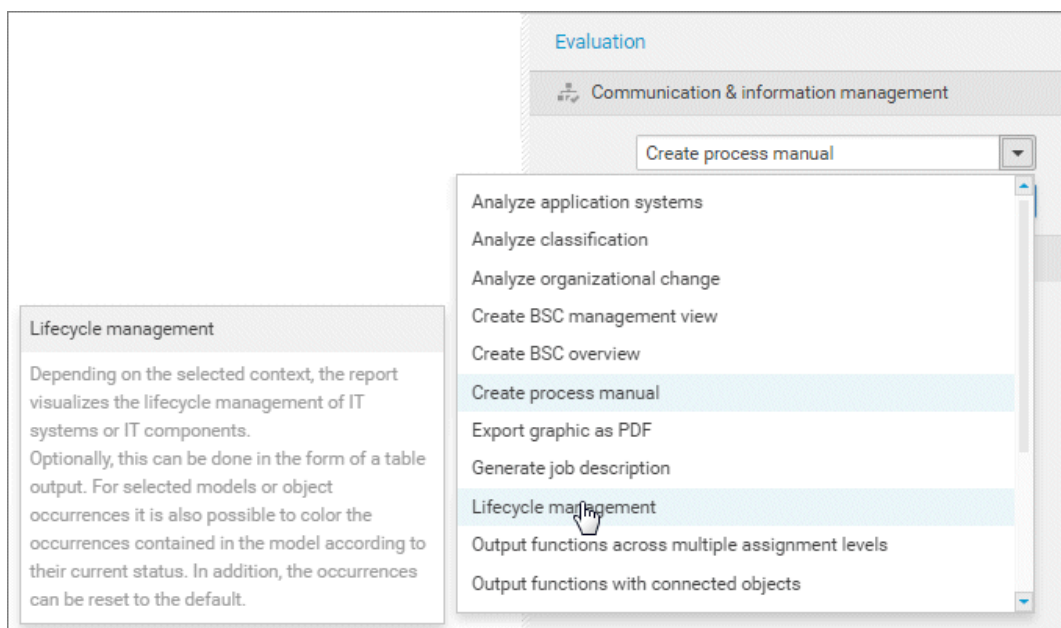 Evaluation
Communication & information management
Create process manual
Analyze application systems
Analyze classification
Analyze organizational change
Create BSC management view
Create BSC overview
Create process manual
Export graphic as PDF
Generate job description
Lifecycle management
Output functions across multiple assignment levels
Output functions with connected objects
Lifecycle management
Depending on the selected context, the report
visualizes the lifecycle management of IT
systems or IT components.
Optionally, this can be done in the form of a table
output. For selected models or object
occurrences it is also possible to color the
occurrences contained in the model according to
their current status. In addition, the occurrences
can be reset to the default.